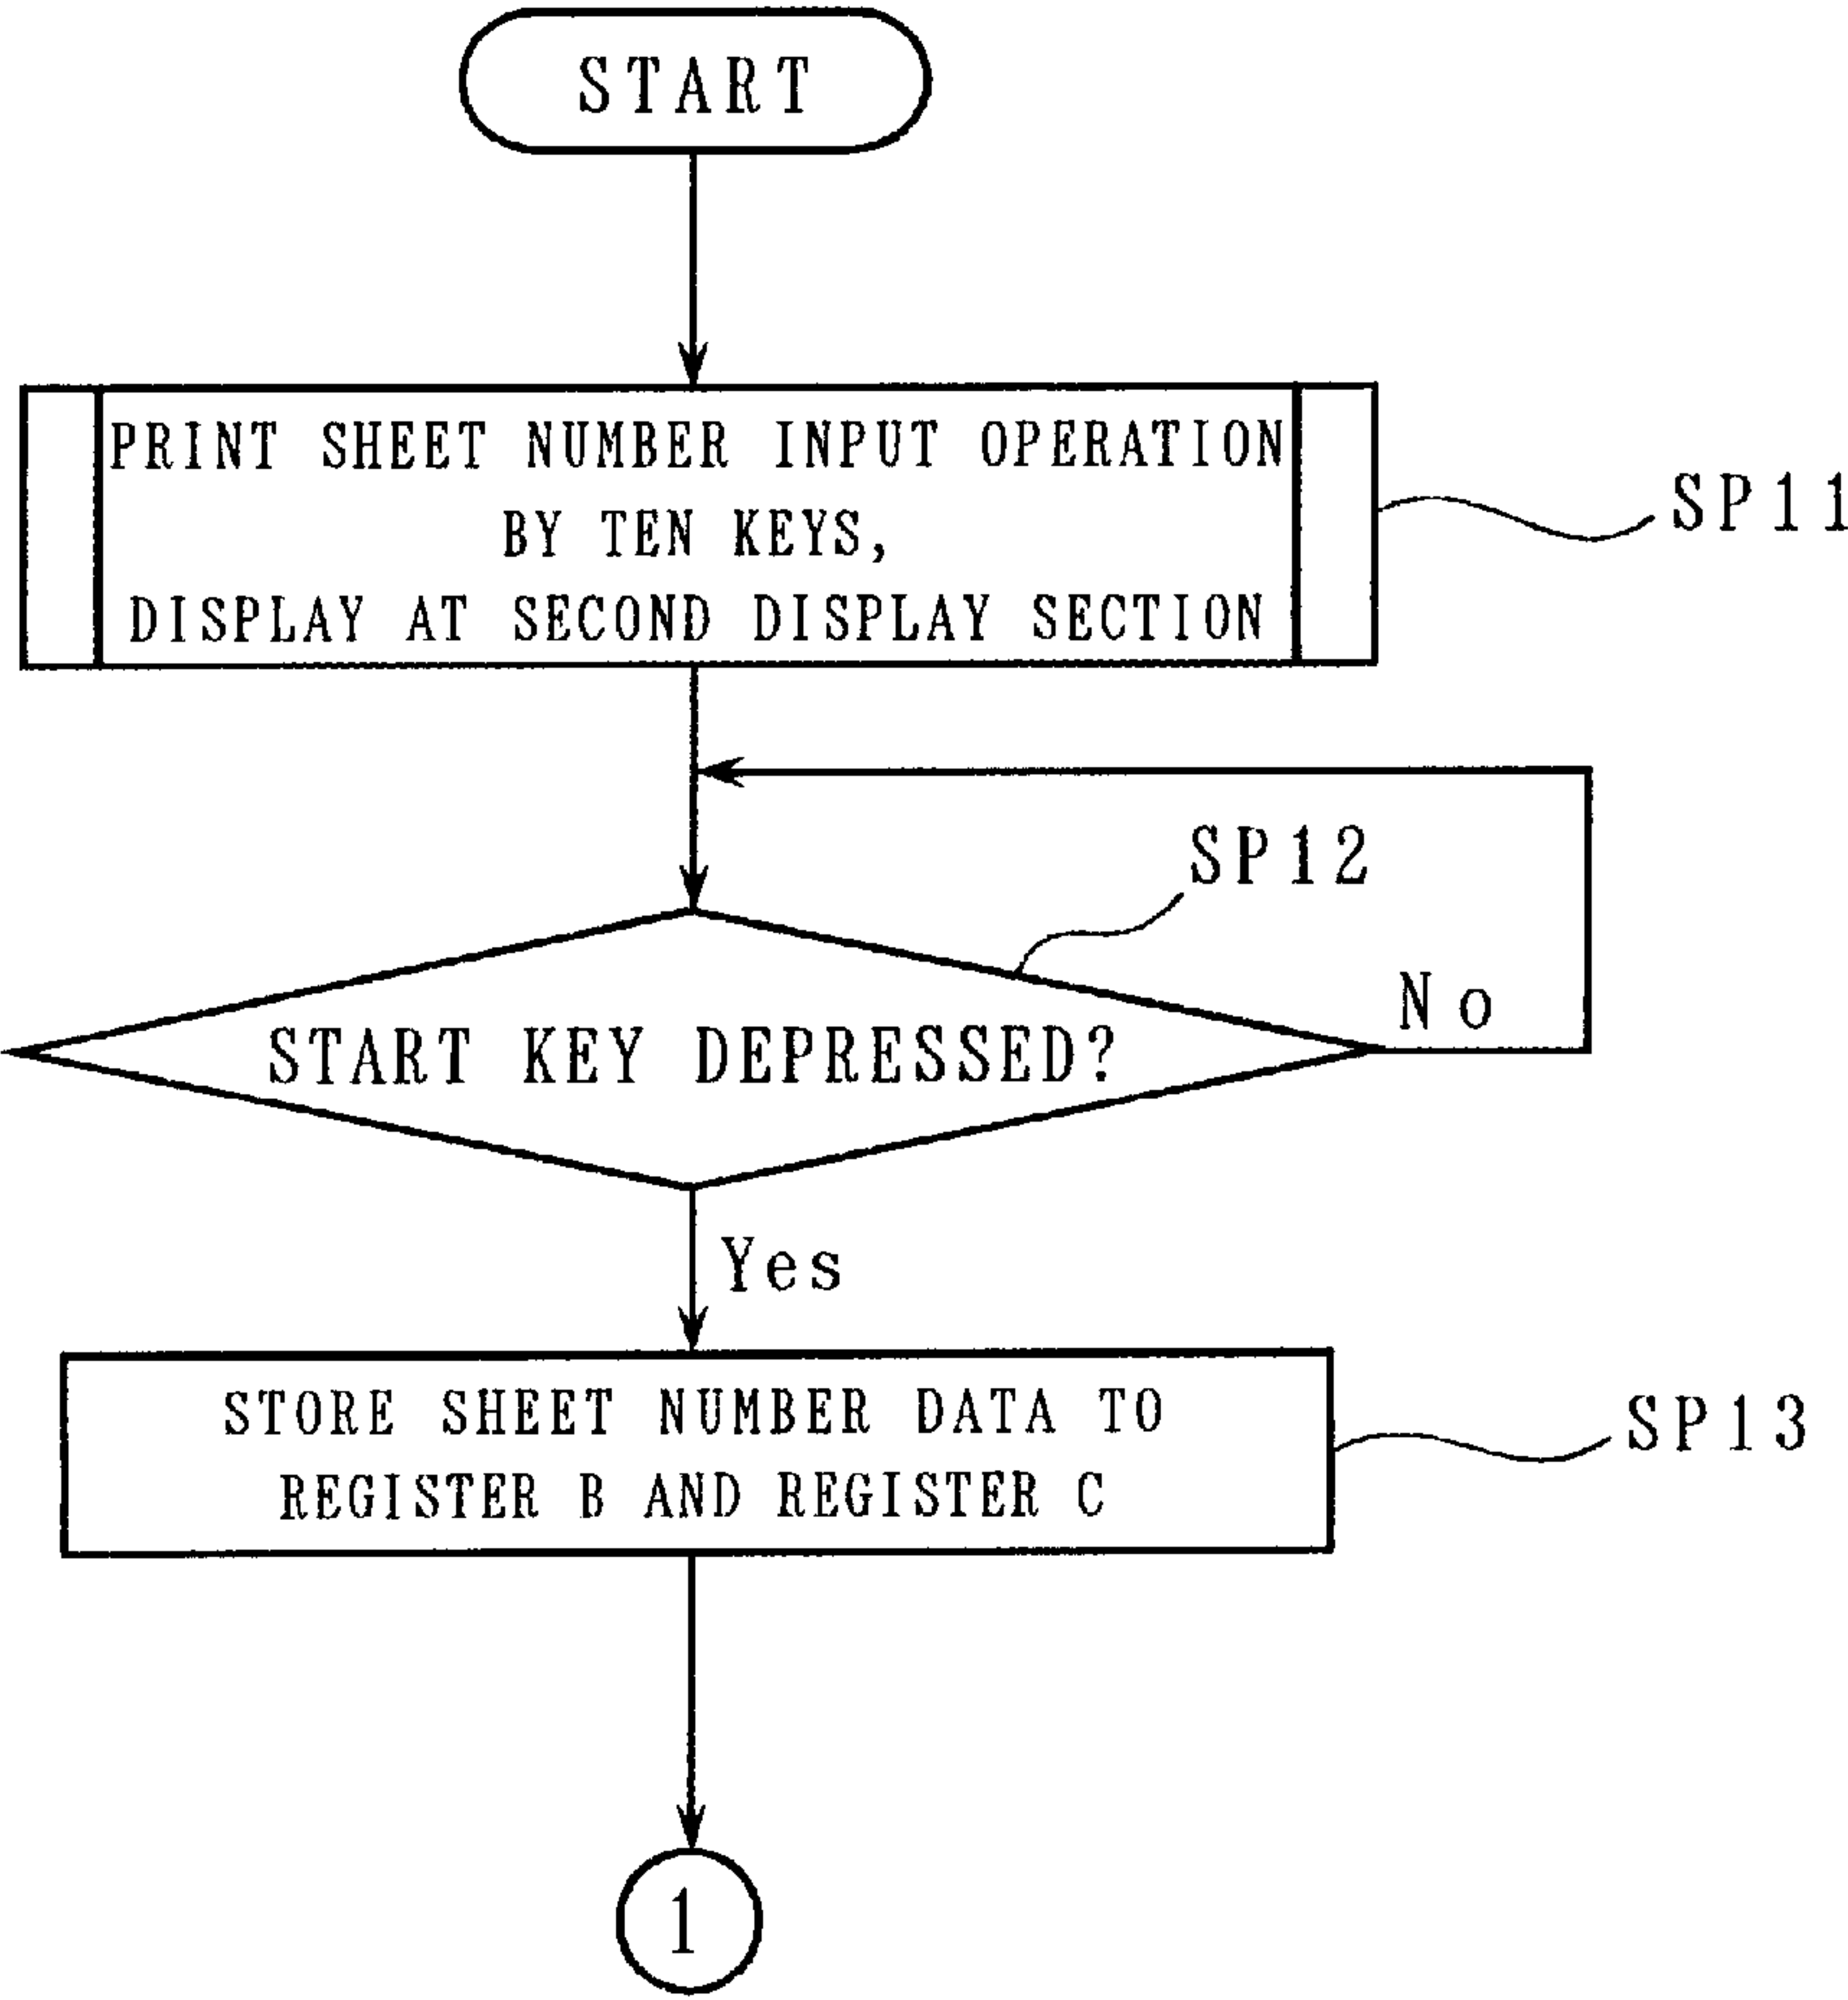 START
PRINT SHEET NUMBER INPUT OPERATION
BY TEN KEYS,
DISPLAY AT SECOND DISPLAY SECTION
SP11
SP12
No
START KEY DEPRESSED?
Yes
STORE SHEET NUMBER DATA TO
REGISTER B AND REGISTER C
SP13
1